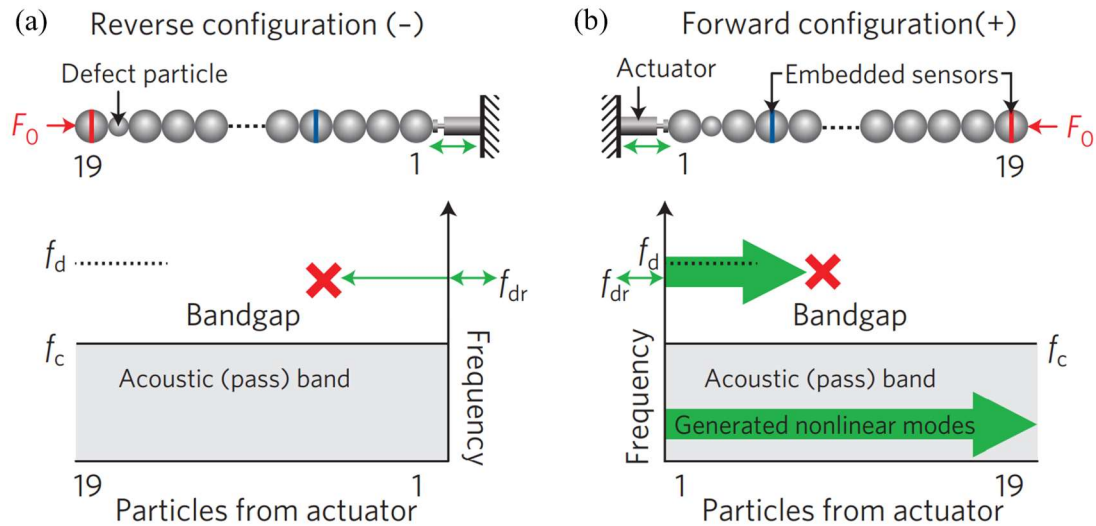 (a)
Reverse configuration (–)
Defect particle
F0
19
1
fd
fdr
Bandgap
fc
Acoustic (pass) band
Frequency
19
1
Particles from actuator
(b)
Forward configuration(+)
Actuator
Embedded sensors
F0
1
19
fd
fdr
Bandgap
fc
Acoustic (pass) band
Generated nonlinear modes
Frequency
1
19
Particles from actuator